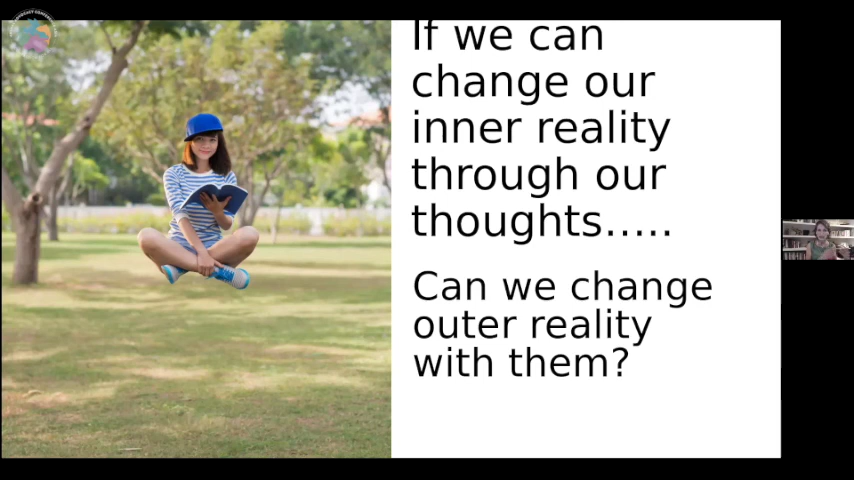 If we can
change our
inner reality
through our
thoughts.....
Can we change
outer reality
with them?